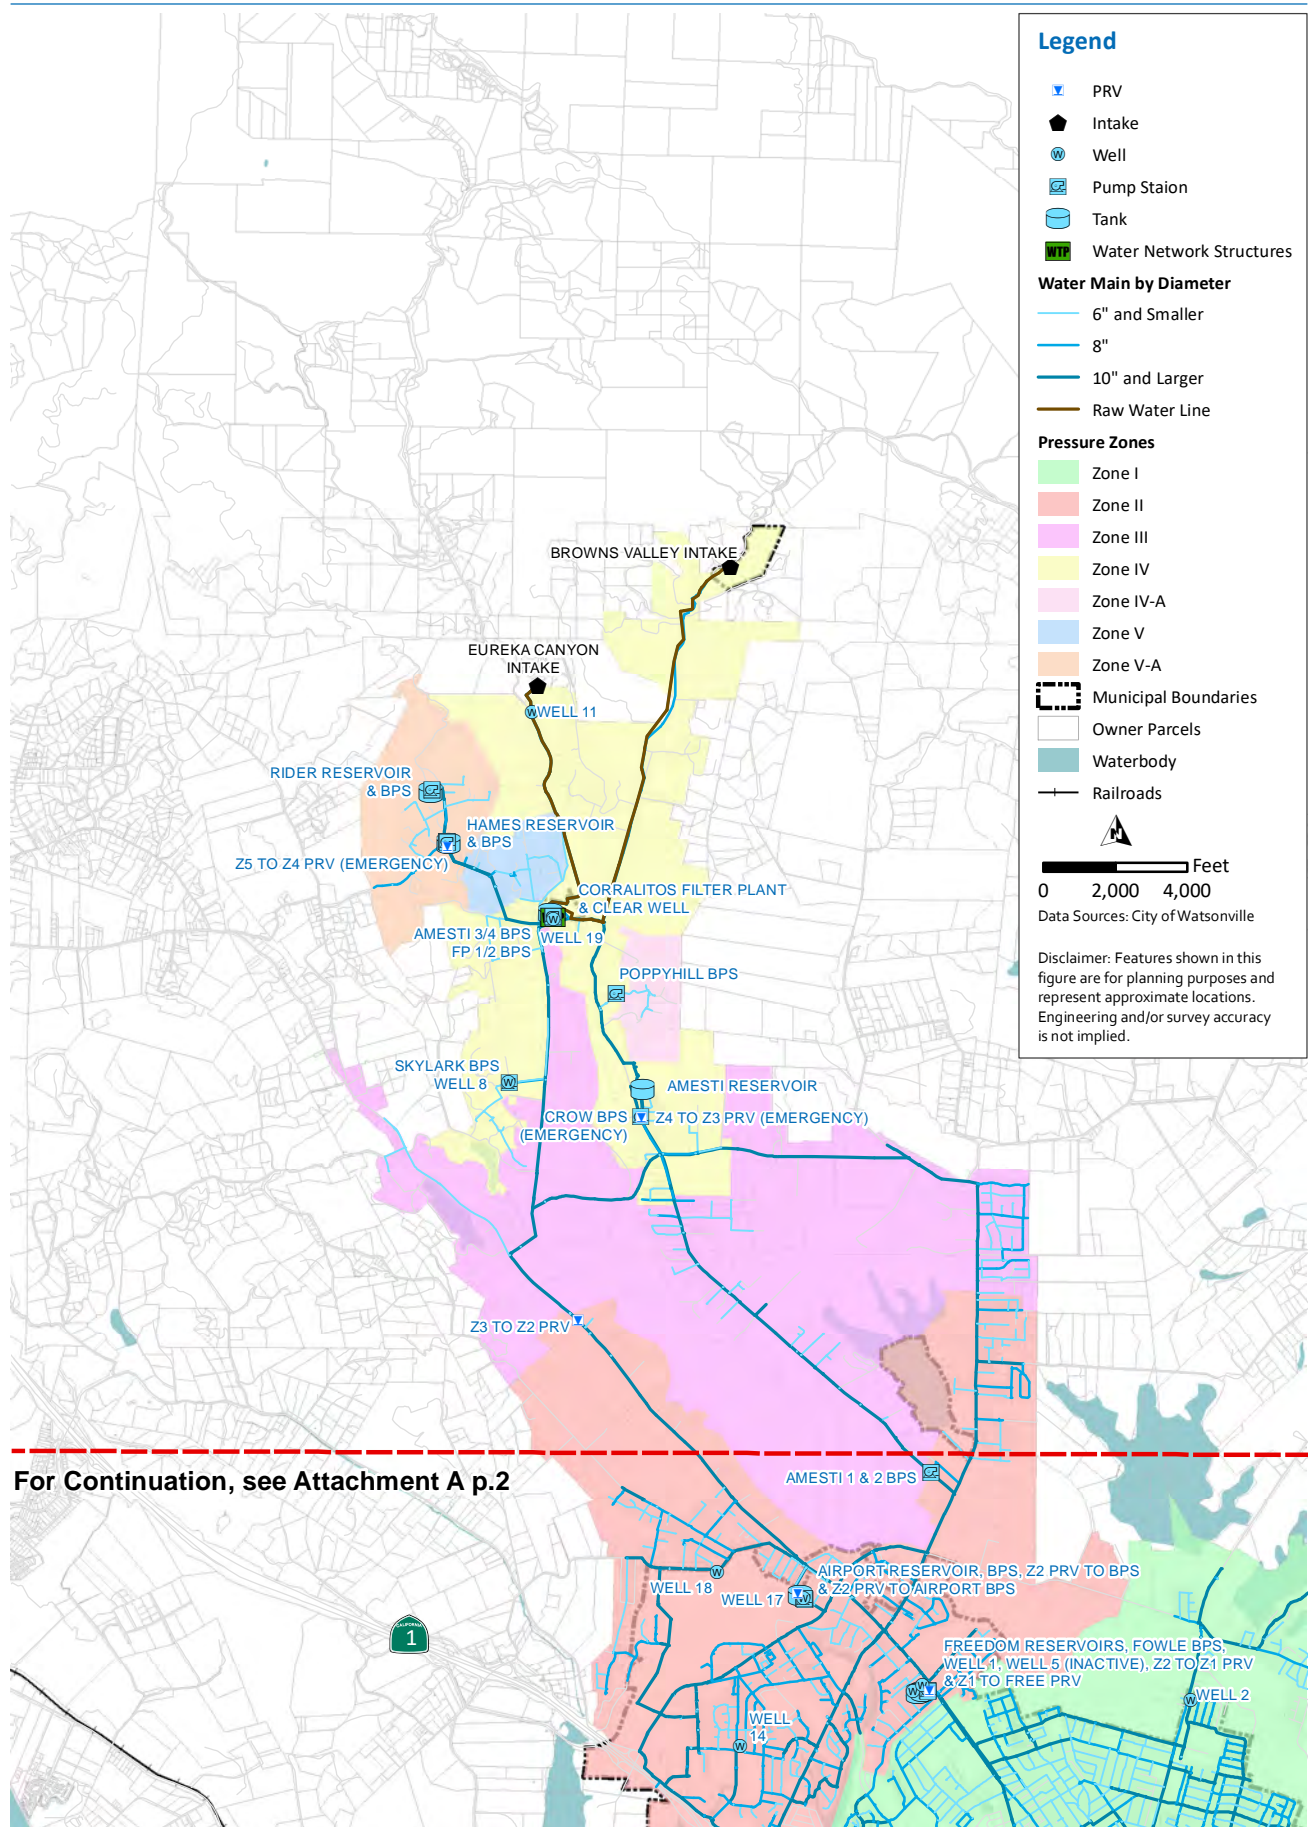 Legend
PRV
Intake
W
Well
Pump Staion
Tank
WTP
Water Network Structures
Water Main by Diameter
6" and Smaller
8"
10" and Larger
Raw Water Line
Pressure Zones
Zone I
Zone II
Zone III
Zone IV
Zone IV-A
Zone V
Zone V-A
Municipal Boundaries
Owner Parcels
Waterbody
Railroads
N
Feet
0 2,000 4,000
Data Sources: City of Watsonville
Disclaimer: Features shown in this
figure are for planning purposes and
represent approximate locations.
Engineering and/or survey accuracy
is not implied.
BROWNS VALLEY INTAKE
EUREKA CANYON
INTAKE
W
WELL 11
RIDER RESERVOIR
& BPS
HAMES RESERVOIR
& BPS
Z5 TO Z4 PRV (EMERGENCY)
CORRALITOS FILTER PLANT
& CLEAR WELL
W
AMESTI 3/4 BPS
FP 1/2 BPS
WELL 19
POPPYHILL BPS
SKYLARK BPS
WELL 8
W
AMESTI RESERVOIR
CROW BPS
(EMERGENCY)
Z4 TO Z3 PRV (EMERGENCY)
Z3 TO Z2 PRV
For Continuation, see Attachment A p.2
AMESTI 1 & 2 BPS
AIRPORT RESERVOIR, BPS, Z2 PRV TO BPS
& Z2 PRV TO AIRPORT BPS
W
WELL 18
WELL 17
W
CALIFORNIA
1
FREEDOM RESERVOIRS, FOWLE BPS,
WELL 1, WELL 5 (INACTIVE), Z2 TO Z1 PRV
& Z1 TO FREE PRV
W
W
W
WELL 2
WELL
14
W